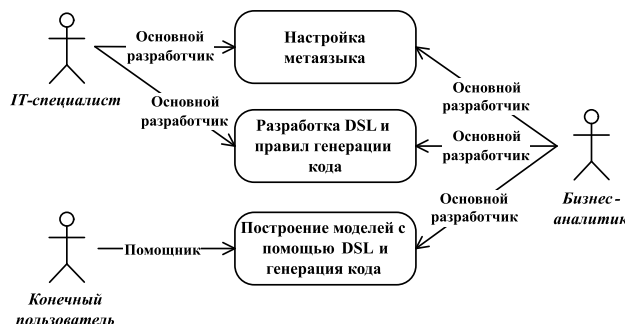 Основной
разработчик
Настройка
метаязыка
IT-специалист
Основной
разработчик
Основной
разработчик
Разработка DSL и
правил генерации
кода
Основной
разработчик
Бизнес-
аналитик
Основной
разработчик
Построение моделей с
помощью DSL и
генерация кода
Помощник
Конечный
пользователь